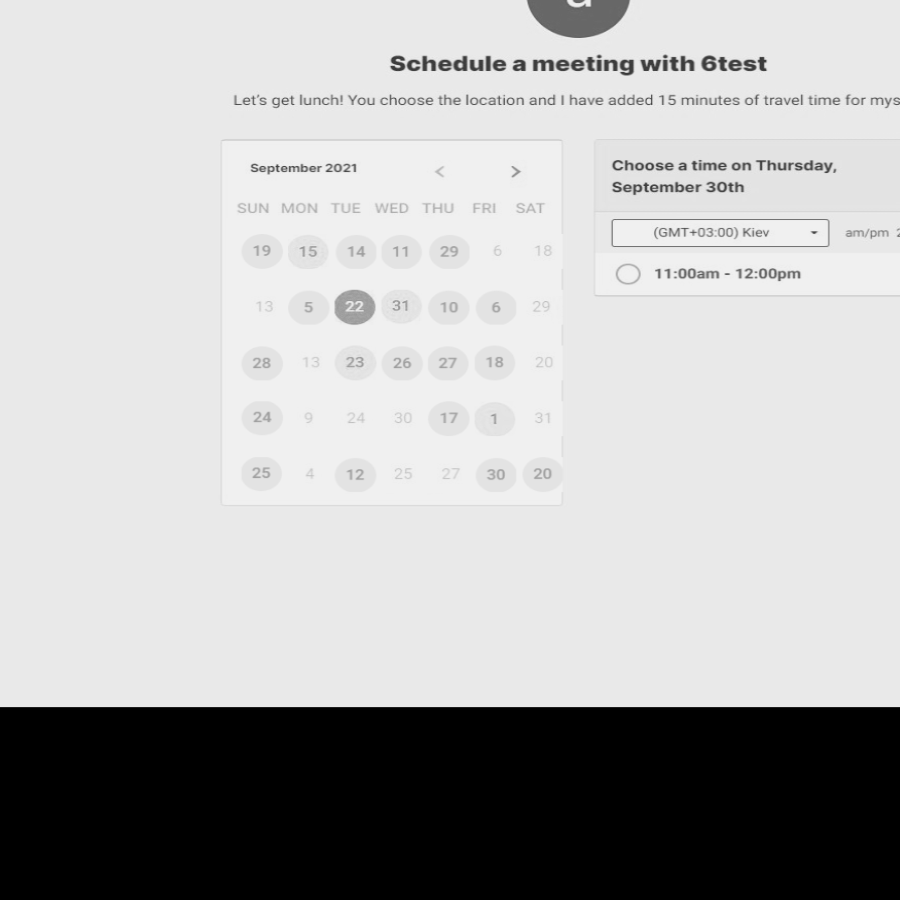 a
Schedule a meeting with 6test
Let's get lunch! You choose the location and I have added 15 minutes of travel time for
September 2021 < >
SUN MON TUE WED THU FRI SAT
19 15 14 11 29 6 18
13 5 22 31 10 6 29
28 13 23 26 27 18 20
24 9 24 30 17 1 31
25 4 12 25 27 30 20
Choose a time on Thursday,
September 30th
(GMT+03:00) Kiev am/pm
11:00am - 12:00pm